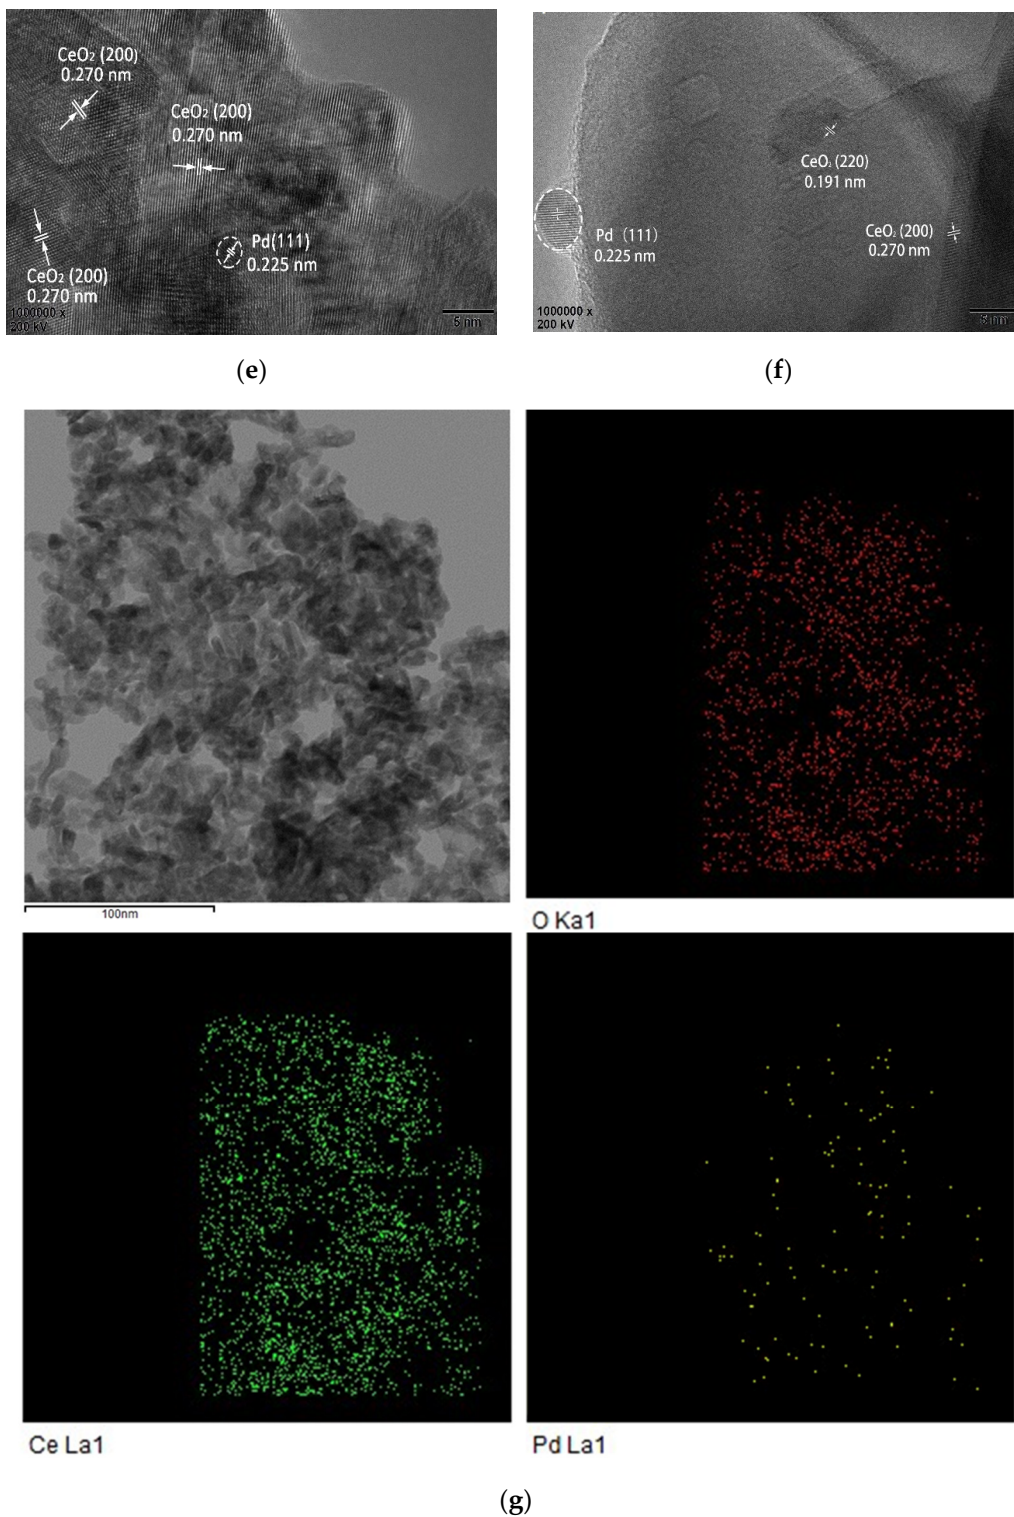 CeO₂ (200)
0.270 nm
CeO₂ (200)
0.270 nm
Pd(111)
0.225 nm
CeO₂ (200)
0.270 nm
1000000 x
200 kV
5 nm
(e)
CeO₂ (220)
0.191 nm
Pd (111)
0.225 nm
CeO₂ (200)
0.270 nm
1000000 x
200 kV
5 nm
(f)
100nm
O Ka1
Ce La1
Pd La1
(g)